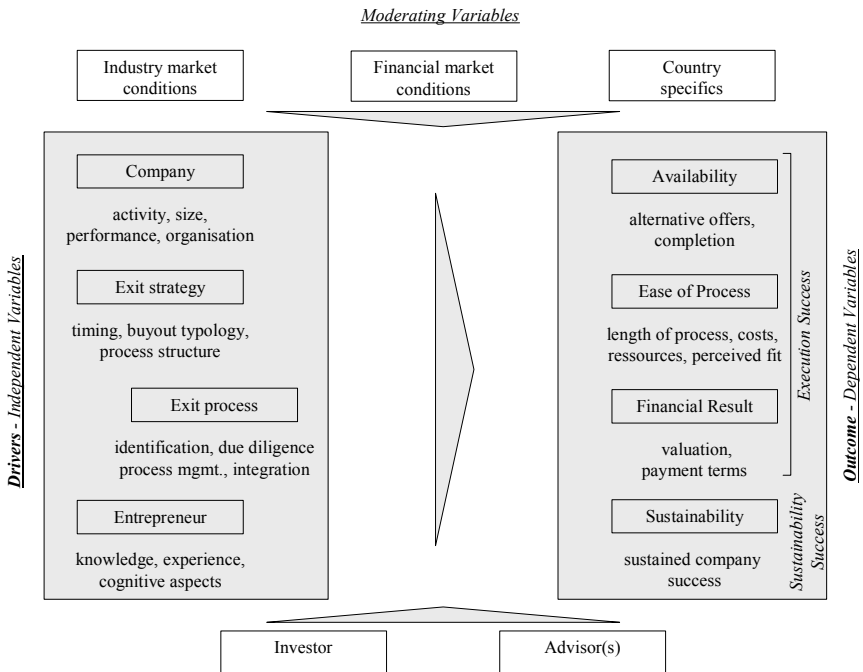 Moderating Variables
Industry market
conditions
Financial market
conditions
Country
specifics
Drivers - Independent Variables
Company
activity, size,
performance, organisation
Exit strategy
timing, buyout typology,
process structure
Exit process
identification, due diligence
process mgmt., integration
Entrepreneur
knowledge, experience,
cognitive aspects
Availability
alternative offers,
completion
Ease of Process
length of process, costs,
ressources, perceived fit
Financial Result
valuation,
payment terms
Sustainability
sustained company
success
Execution Success
Sustainability
Success
Outcome - Dependent Variables
Investor
Advisor(s)